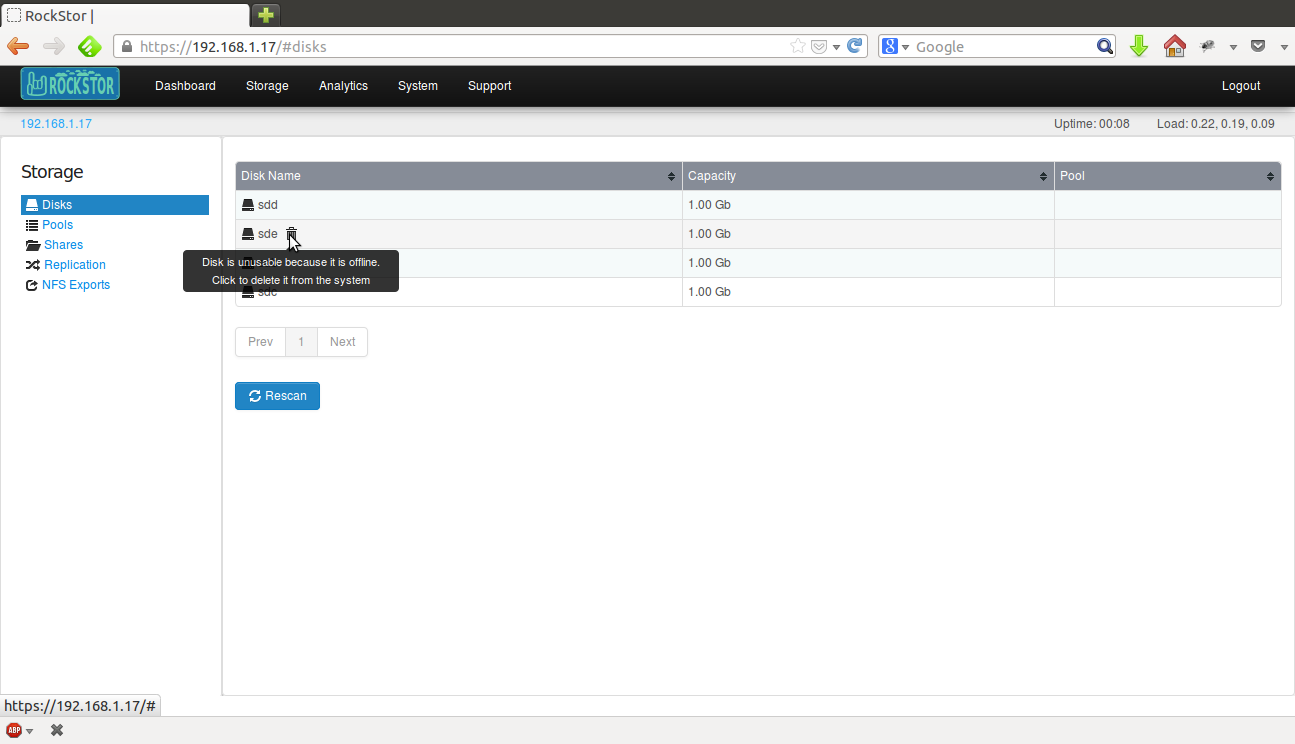 RockStor |
https://192.168.1.17/#disks
8
Google
ROCKSTOR
Dashboard Storage Analytics System Support Logout
192.168.1.17 Uptime: 00:08 Load: 0.22, 0.19, 0.09
Storage
Disks
Pools
Shares
Replication
NFS Exports
Disk Name Capacity Pool
sdd 1.00 Gb
sde 1.00 Gb
1.00 Gb
Disk is unusable because it is offline.
Click to delete it from the system
sdc 1.00 Gb
Prev 1 Next
Rescan
https://192.168.1.17/#
ABP